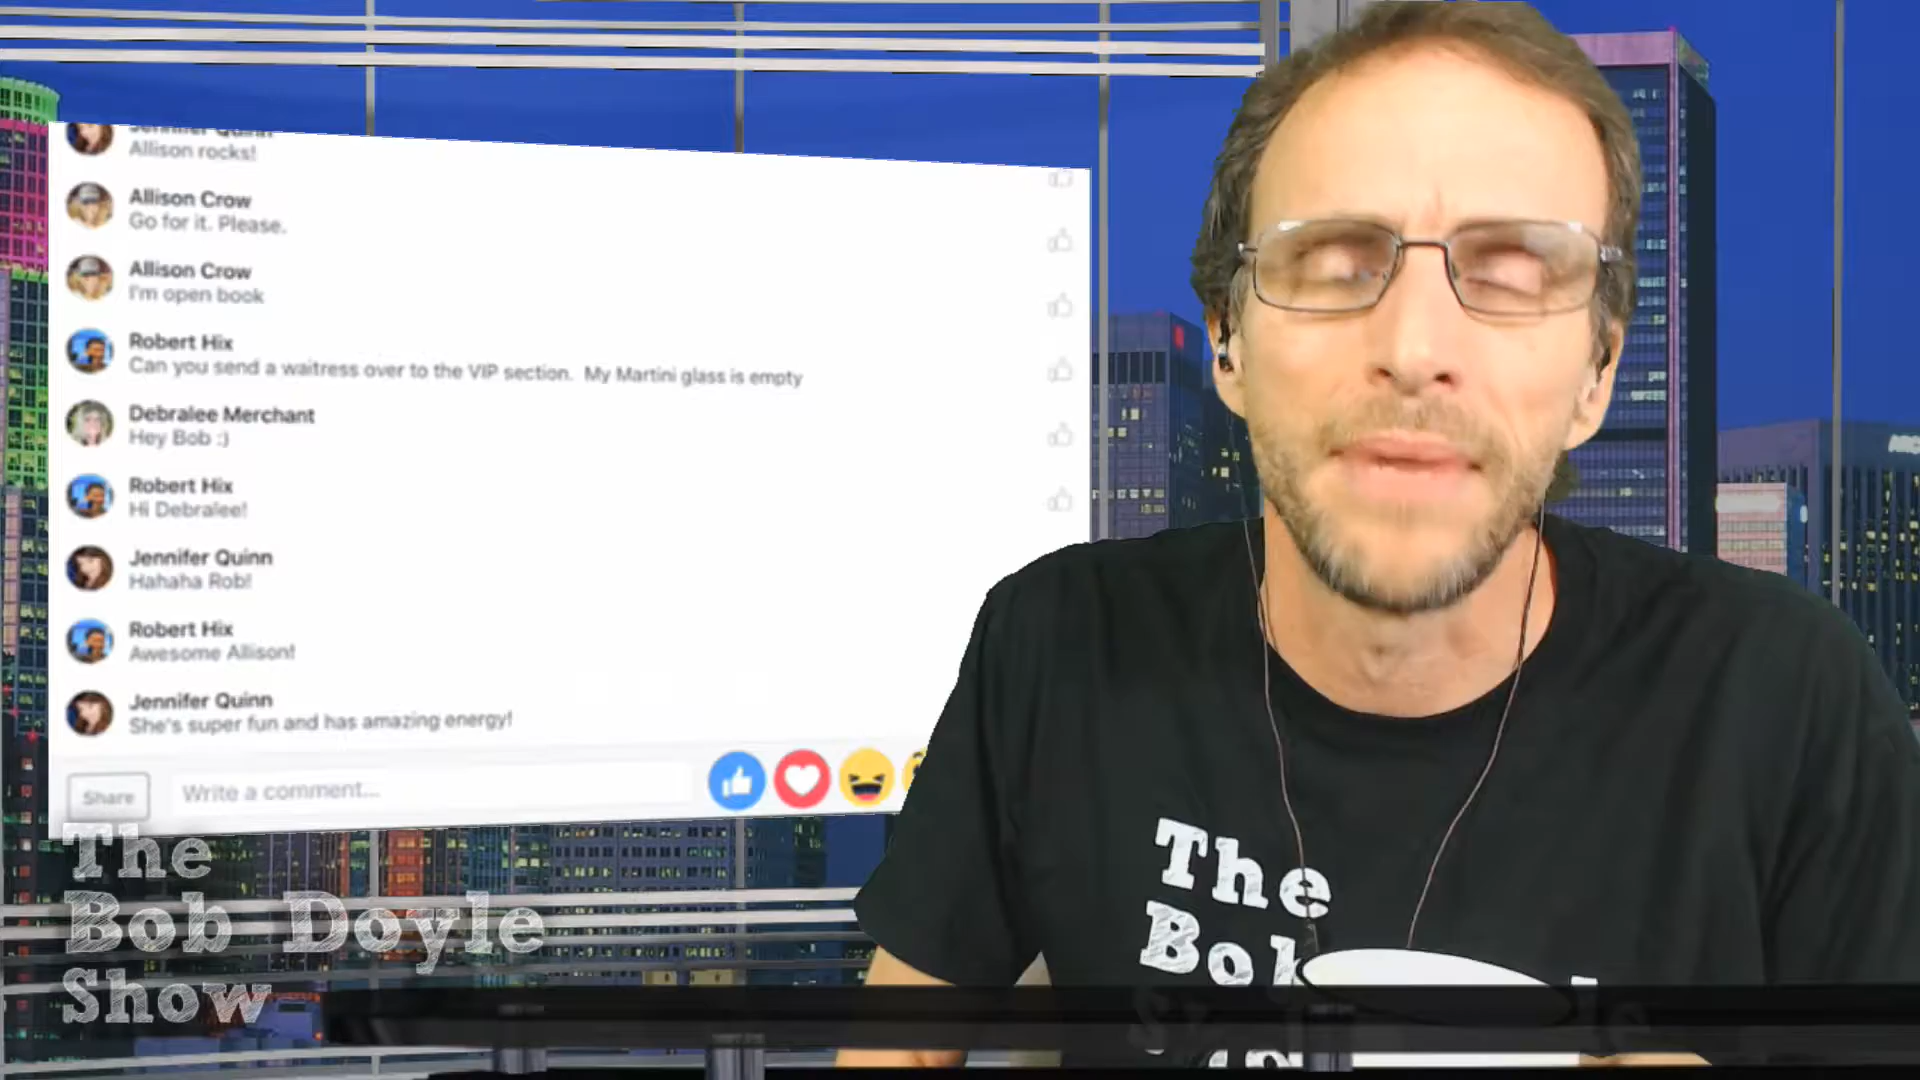 Jennifer Quinn
Allison rocks!
Allison Crow
Go for it. Please.
Allison Crow
I'm open book
Robert Hix
Can you send a waitress over to the VIP section. My Martini glass is empty
Debralee Merchant
Hey Bob :)
Robert Hix
Hi Debralee!
Jennifer Quinn
Hahaha Rob!
Robert Hix
Awesome Allison!
Jennifer Quinn
She's super fun and has amazing energy!
Share
Write a comment...
The
Bob Doyle
Show
The
Bob